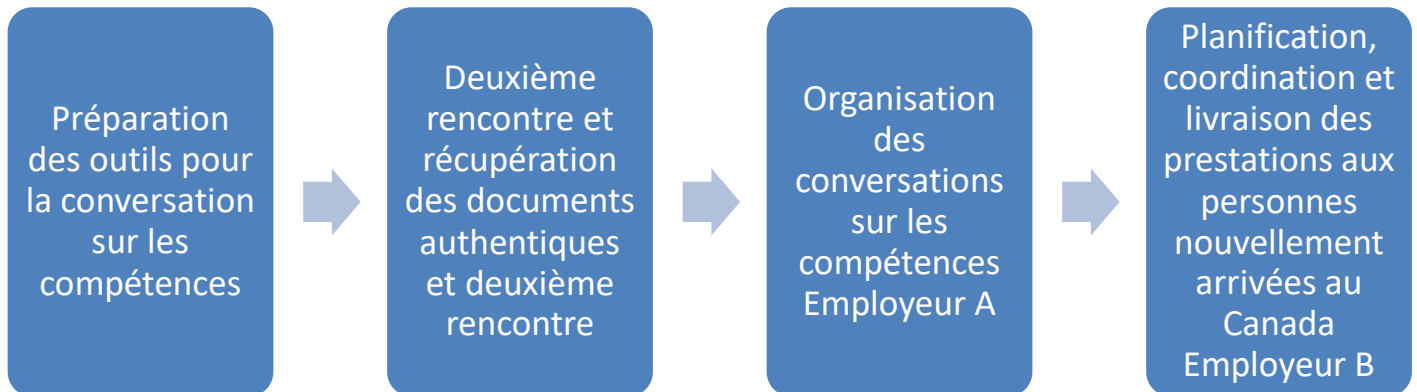 Préparation
des outils pour
la conversation
sur les
compétences
Deuxième
rencontre et
récupération
des documents
authentiques
et deuxième
rencontre
Organisation
des
conversations
sur les
compétences
Employeur A
Planification,
coordination et
livraison des
prestations aux
personnes
nouvellement
arrivées au
Canada
Employeur B